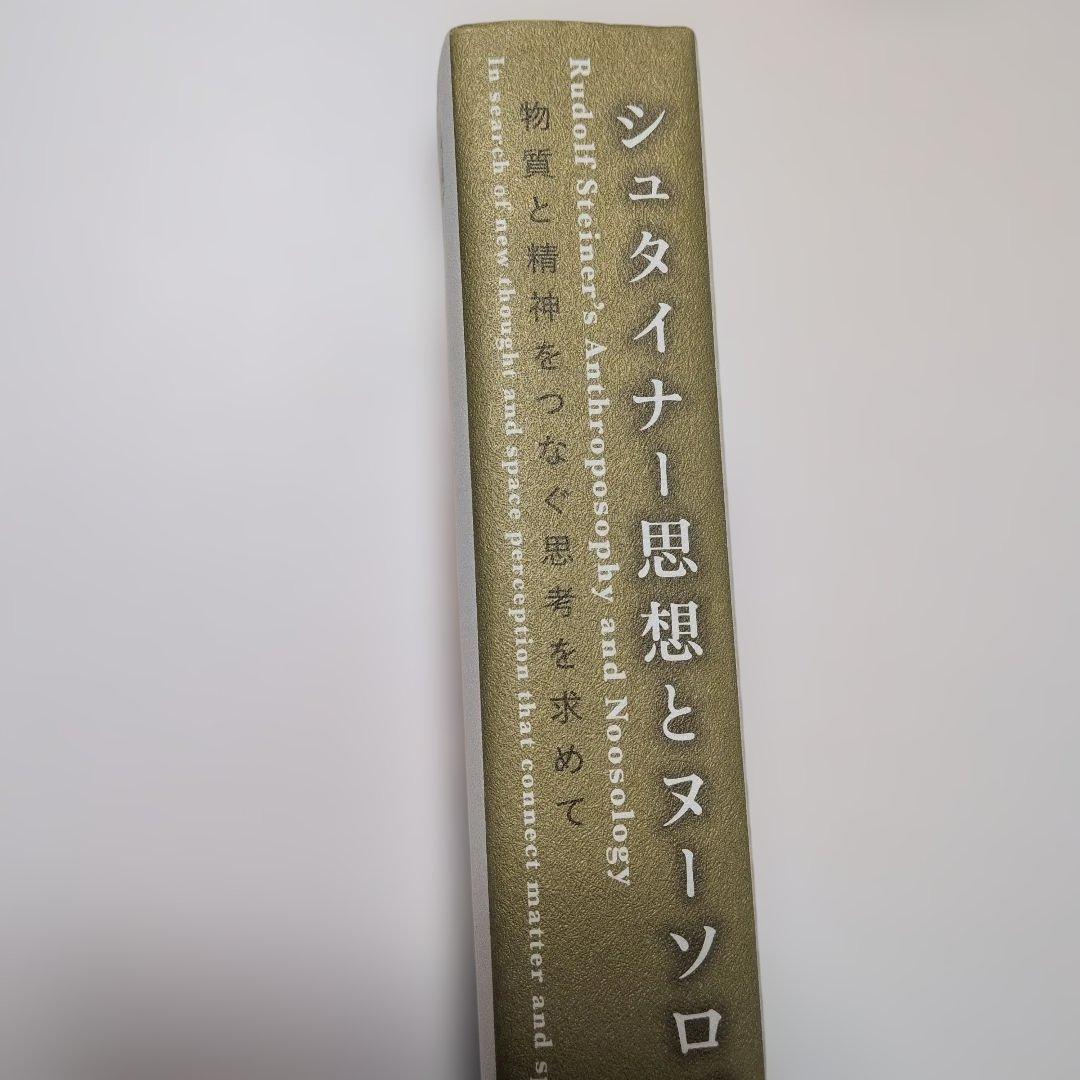 シュタイナー思想とヌーソロ
Rudolf Steiner's Anthroposophy and Noosology
物質と精神をつなぐ思考を求めて
In search of new thought and space perception that connect matter and sp